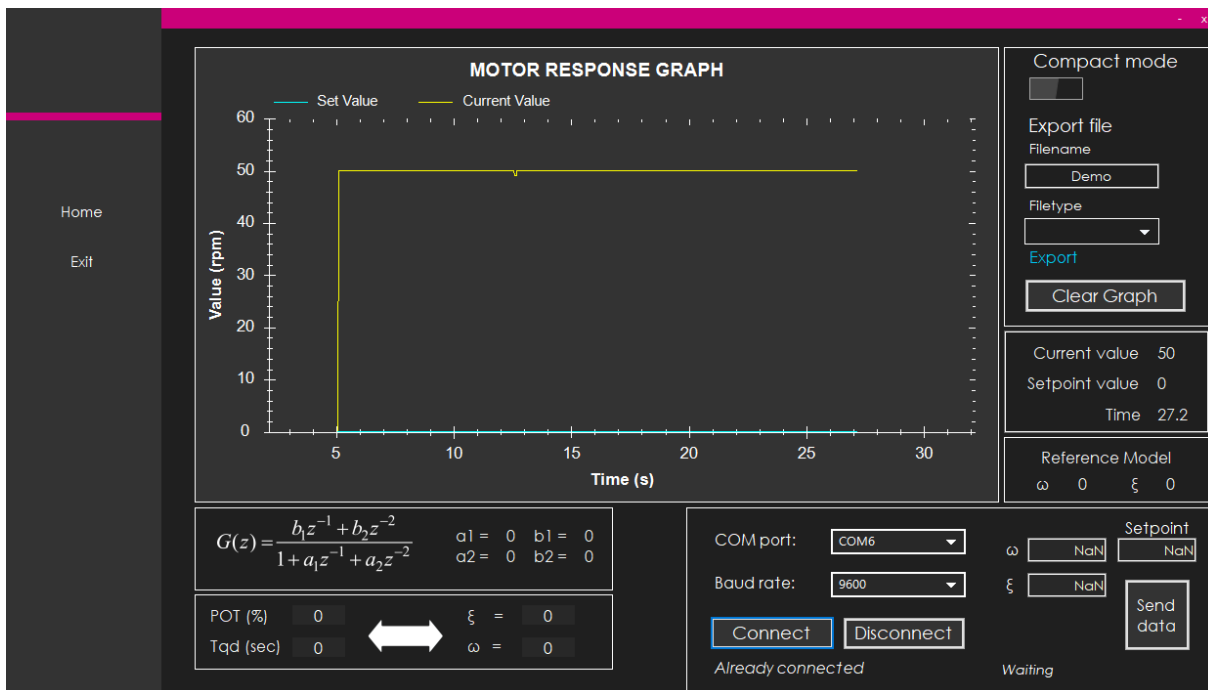 - x
Home
Exit
MOTOR RESPONSE GRAPH
Set Value Current Value
60
50
40
30
20
10
0
Value (rpm)
5 10 15 20 25 30
Time (s)
Compact mode
Export file
Filename
Demo
Filetype
Export
Clear Graph
Current value 50
Setpoint value 0
Time 27.2
Reference Model
ω 0 ξ 0
G(z) = (b₁z⁻¹ + b₂z⁻²) / (1 + a₁z⁻¹ + a₂z⁻²)
a1 = 0 b1 = 0
a2 = 0 b2 = 0
POT (%) 0 ξ = 0
Tqd (sec) 0 ω = 0
COM port: COM6
Baud rate: 9600
Connect Disconnect
Already connected
Setpoint
ω NaN NaN
ξ NaN
Send
data
Waiting